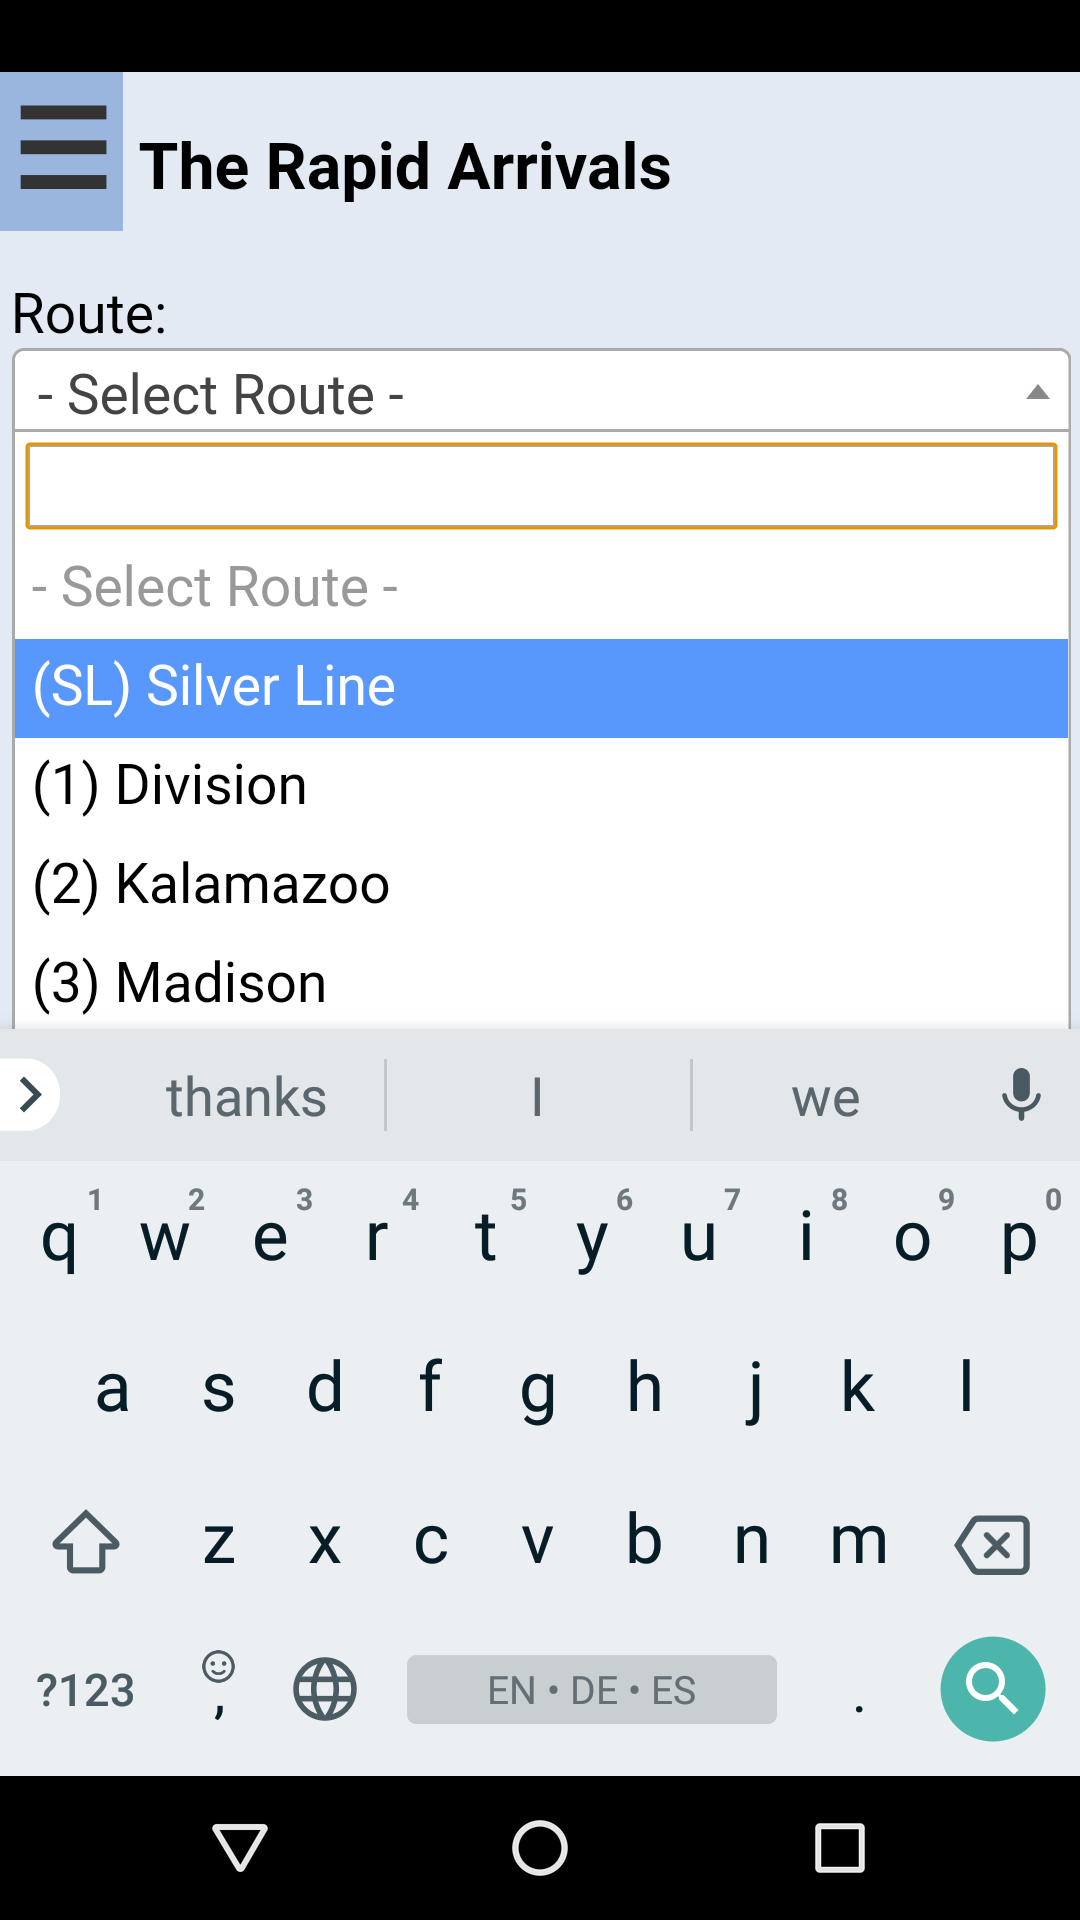 The Rapid Arrivals
Route:
- Select Route -
- Select Route -
(SL) Silver Line
(1) Division
(2) Kalamazoo
(3) Madison
thanks I we
1 2 3 4 5 6 7 8 9 0
q w e r t y u i o p
a s d f g h j k l
z x c v b n m
?123 , EN • DE • ES .